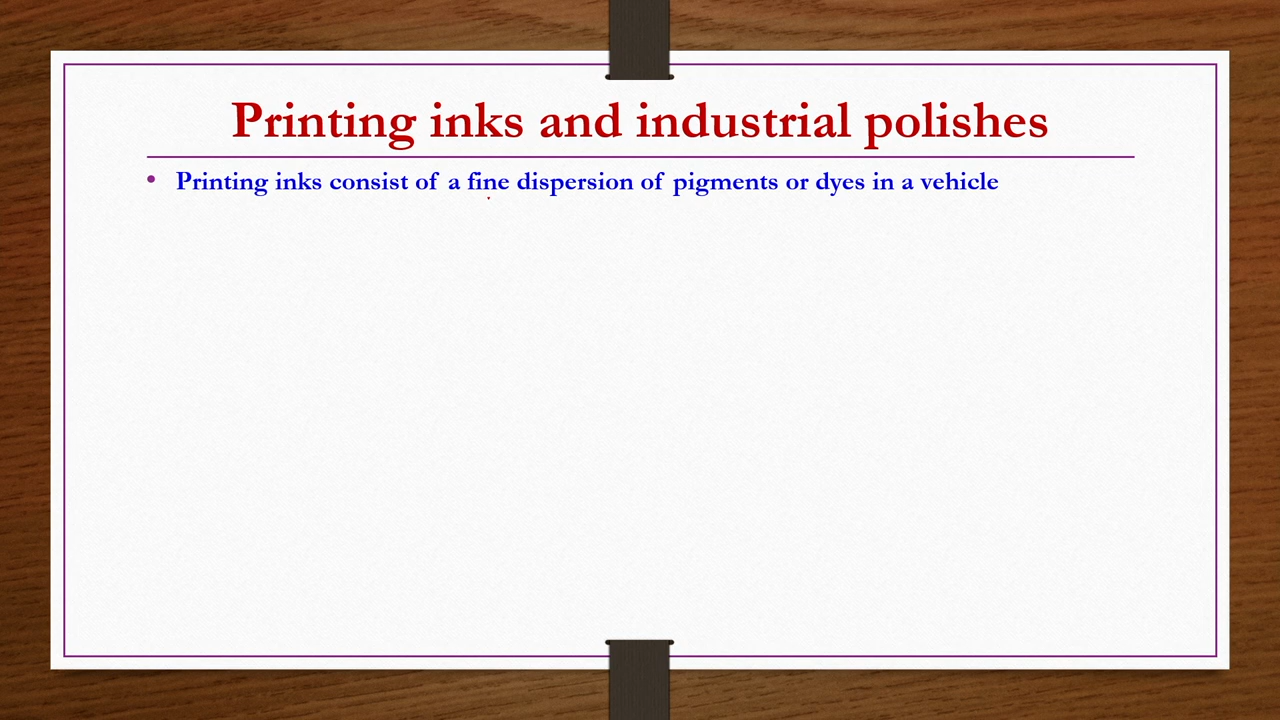 Printing inks and industrial polishes
• Printing inks consist of a fine dispersion of pigments or dyes in a vehicle